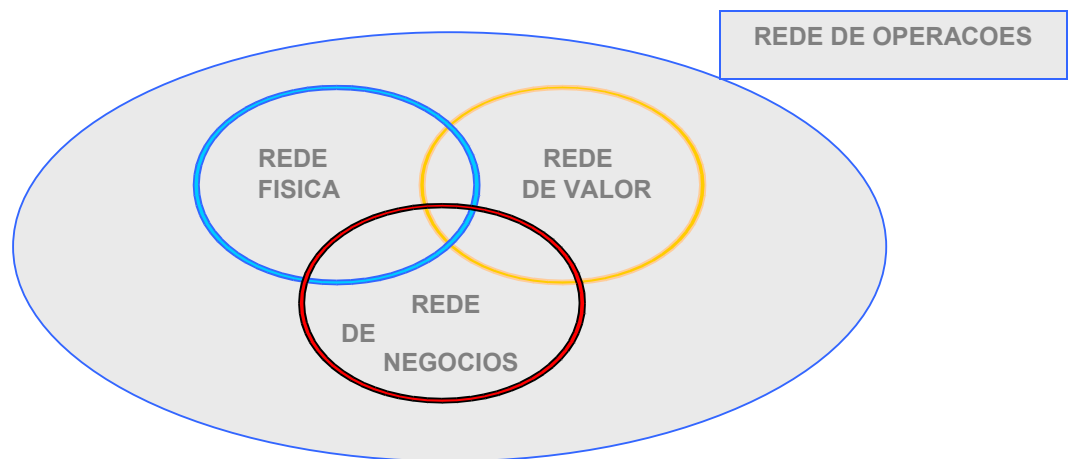 REDE DE OPERACOES
REDE
FISICA
REDE
DE VALOR
REDE
DE
NEGOCIOS